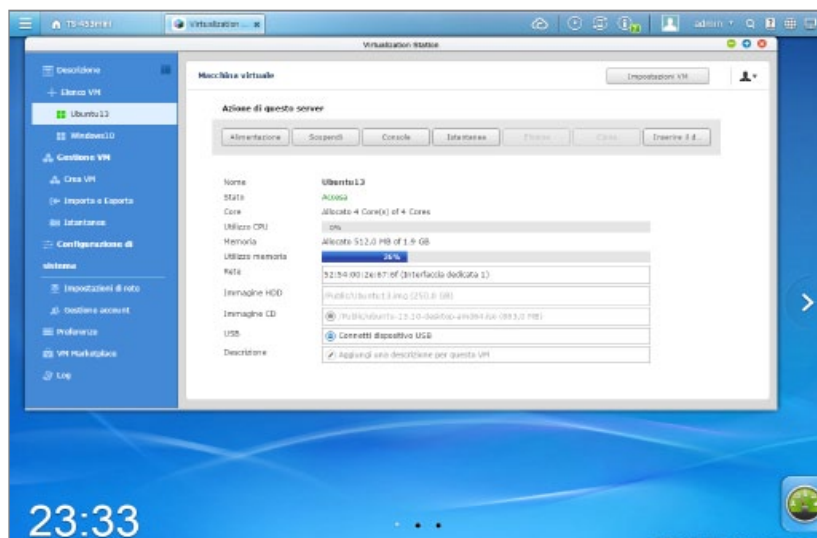 TS-453mini
Virtualization ...
admin
Virtualization Station
Descrizione
Elenco VM
Ubuntu13
Windows10
Gestione VM
Crea VM
Importa e Esporta
Istantanee
Configurazione di
sistema
Impostazioni di rete
Gestione account
Preferenze
VM Marketplace
Log
Macchina virtuale
Impostazioni VM
Azione di questo server
Alimentazione
Sospendi
Console
Istantanee
Inserire il d...
Nome Ubuntu13
Stato Accesa
Core Allocato 4 Core(s) of 4 Cores
Utilizzo CPU 0%
Memoria Allocato 512.0 MB of 1.9 GB
Utilizzo memoria 26%
Rete 52:54:00:2e:67:6f (Interfaccia dedicata 1)
Immagine HDD /Public/Ubuntu13.img (250.0 GB)
Immagine CD /Public/ubuntu-13.10-desktop-amd64.iso (883.0 MB)
USB Connetti dispositivo USB
Descrizione Aggiungi una descrizione per questa VM
23:33